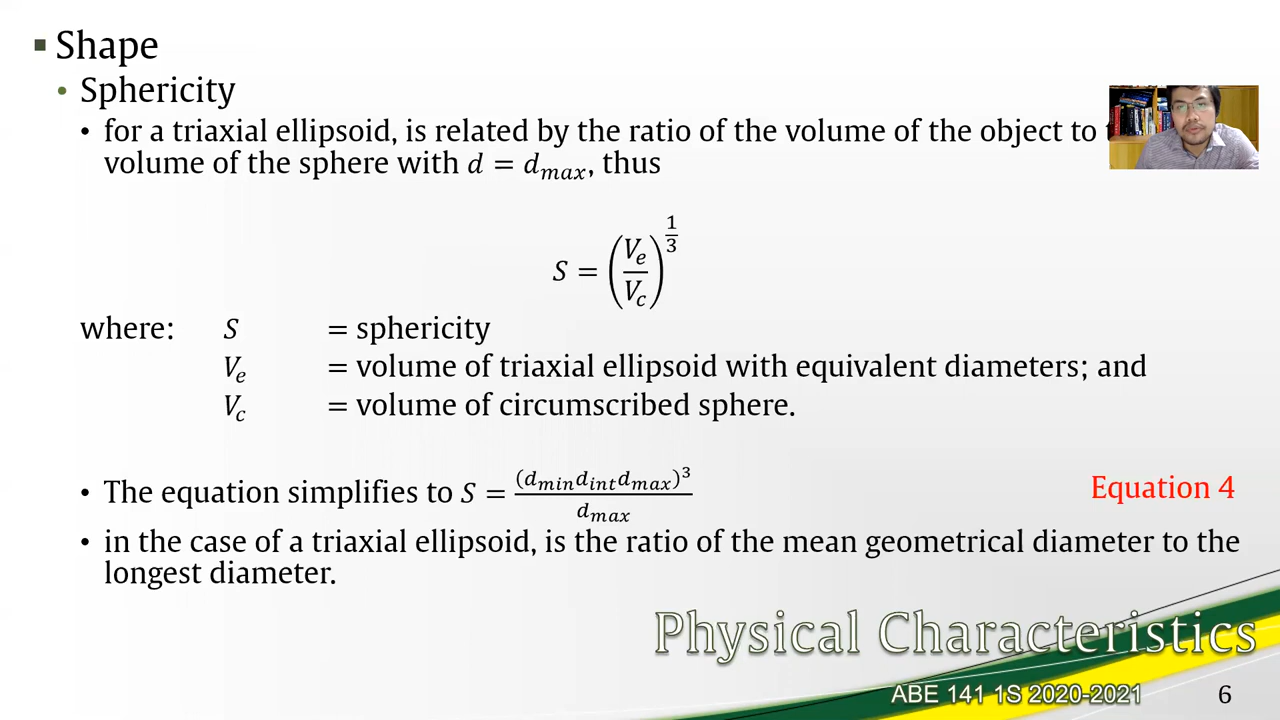 Shape
Sphericity
for a triaxial ellipsoid, is related by the ratio of the volume of the object to
volume of the sphere with d = d_max, thus
S = (V_e/V_c)^(1/3)
where: S = sphericity
V_e = volume of triaxial ellipsoid with equivalent diameters; and
V_c = volume of circumscribed sphere.
The equation simplifies to S = (d_min d_int d_max)^3/d_max Equation 4
in the case of a triaxial ellipsoid, is the ratio of the mean geometrical diameter to the
longest diameter.
Physical Characteristics
ABE 141 1S 2020-2021 6